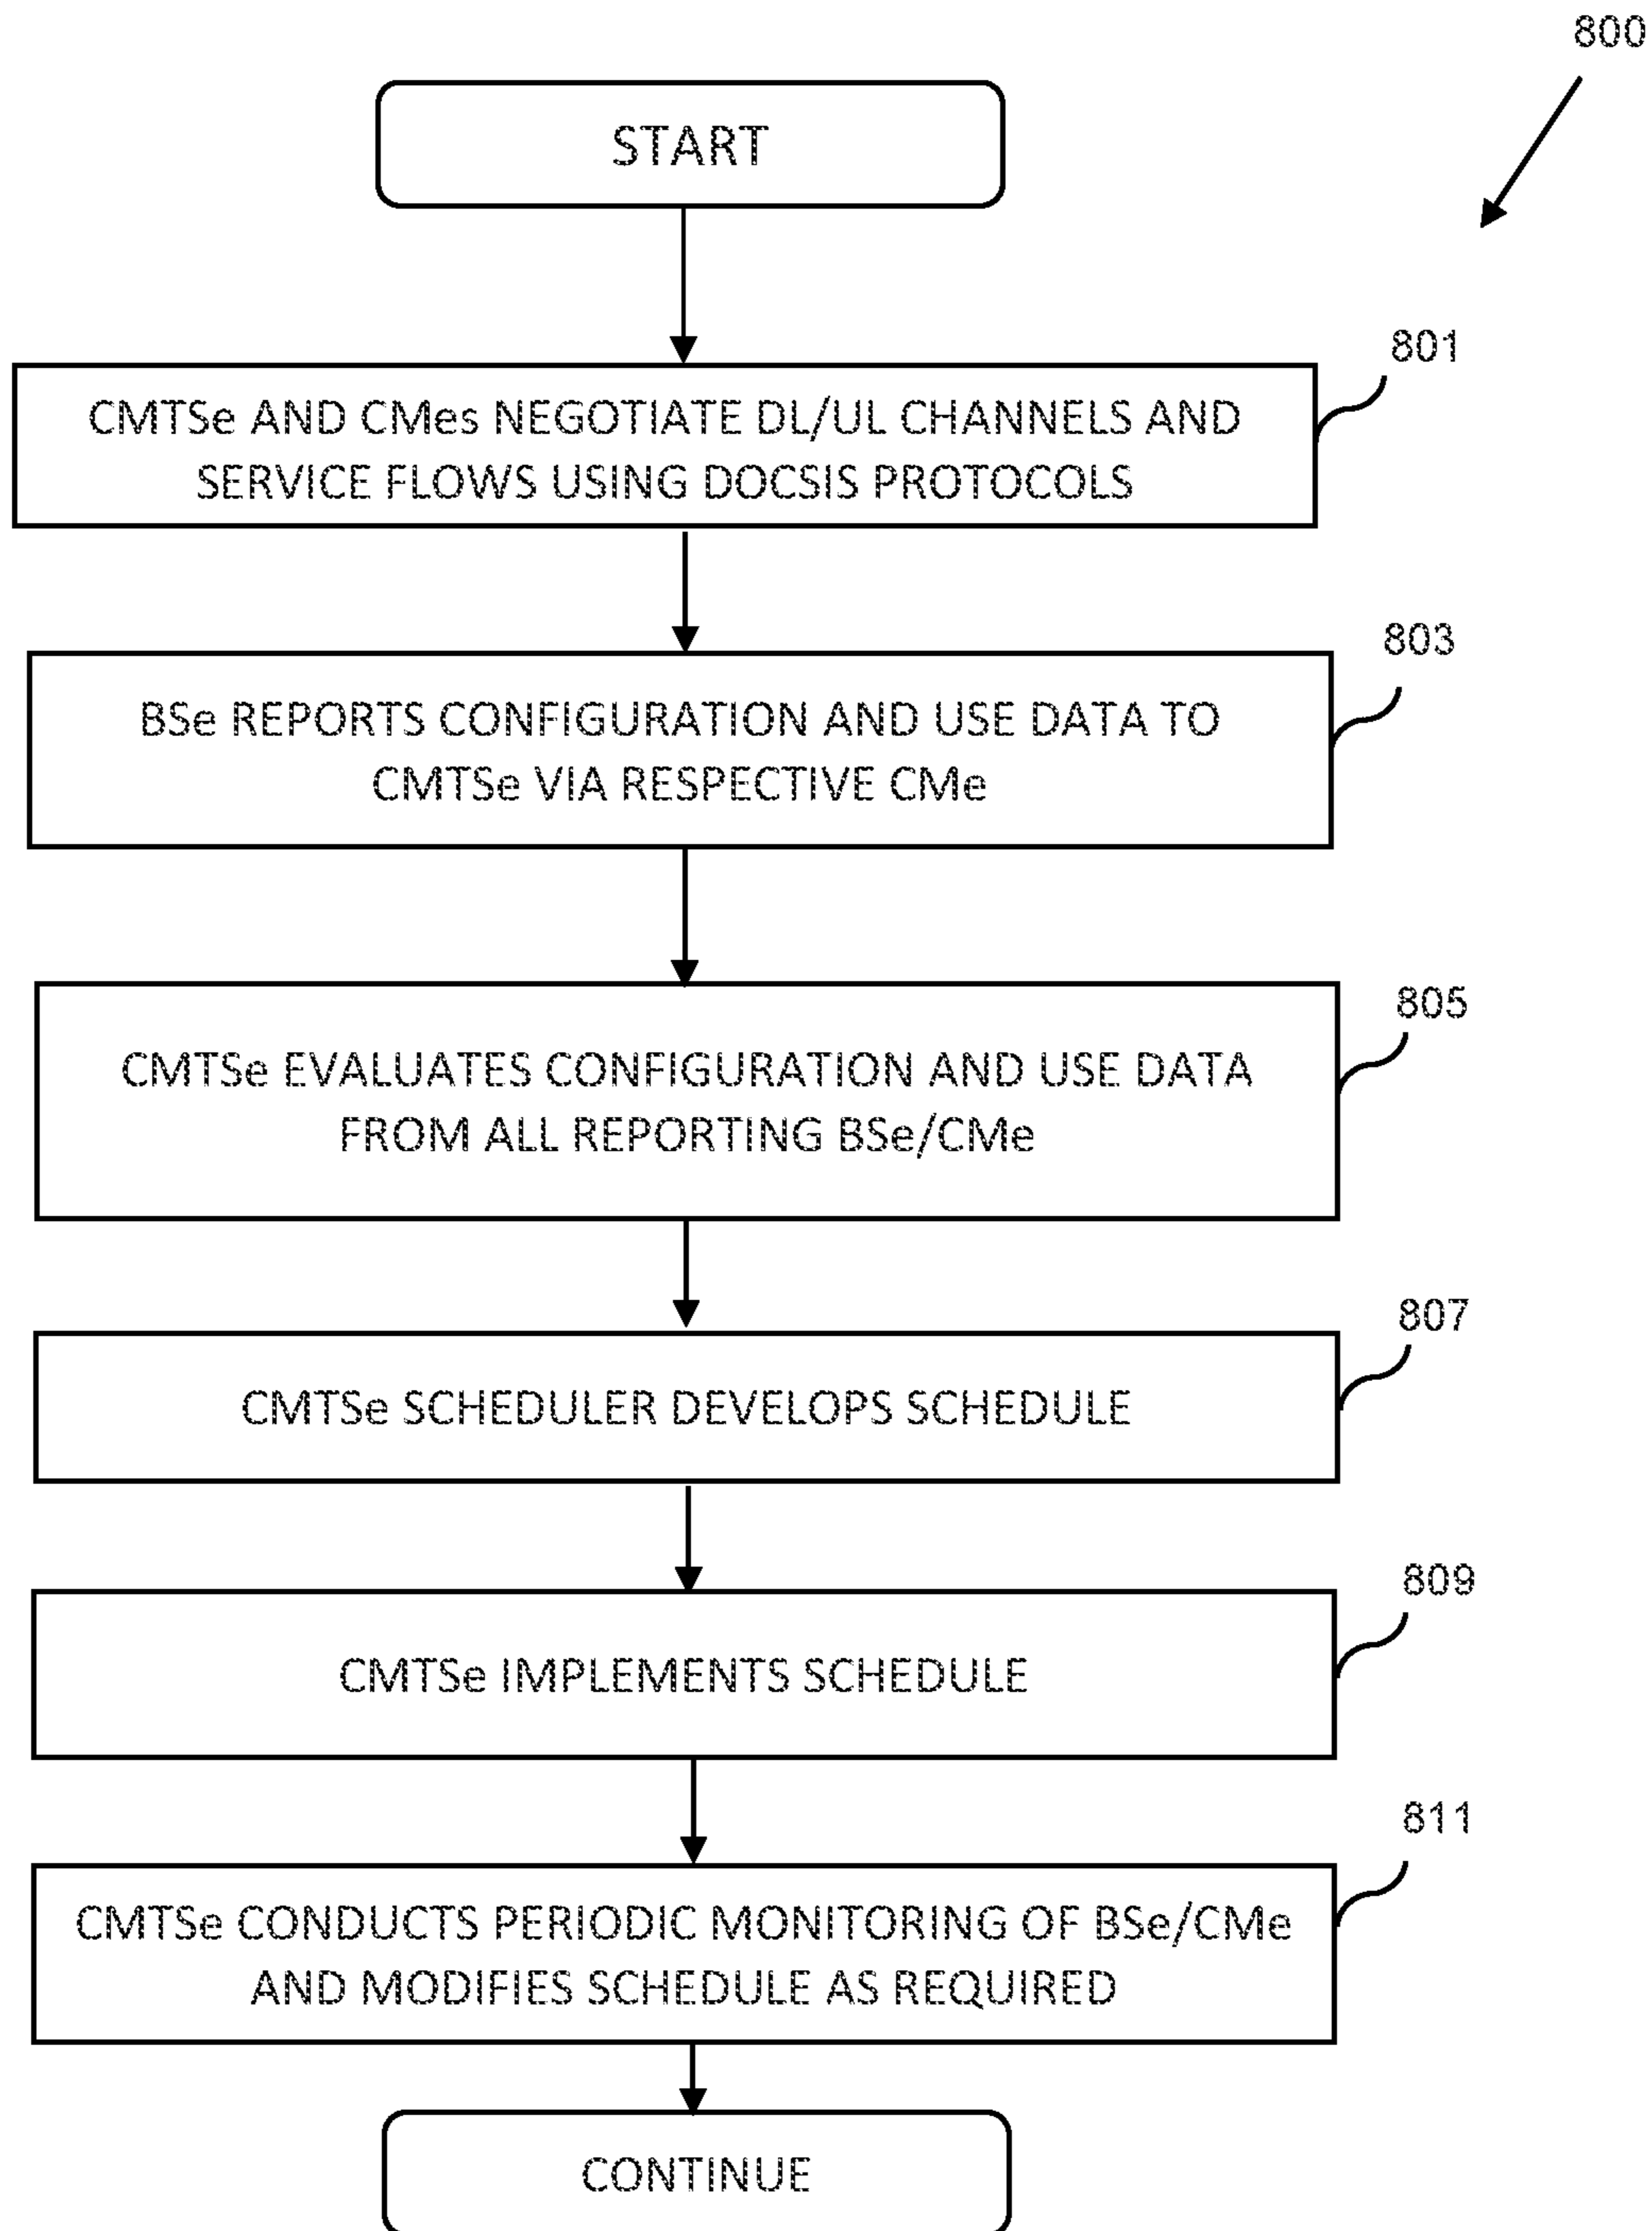 800
START
801
CMTSe AND CMes NEGOTIATE DL/UL CHANNELS AND
SERVICE FLOWS USING DOCSIS PROTOCOLS
803
BSe REPORTS CONFIGURATION AND USE DATA TO
CMTSe VIA RESPECTIVE CMe
805
CMTSe EVALUATES CONFIGURATION AND USE DATA
FROM ALL REPORTING BSe/CMe
807
CMTSe SCHEDULER DEVELOPS SCHEDULE
809
CMTSe IMPLEMENTS SCHEDULE
811
CMTSe CONDUCTS PERIODIC MONITORING OF BSe/CMe
AND MODIFIES SCHEDULE AS REQUIRED
CONTINUE